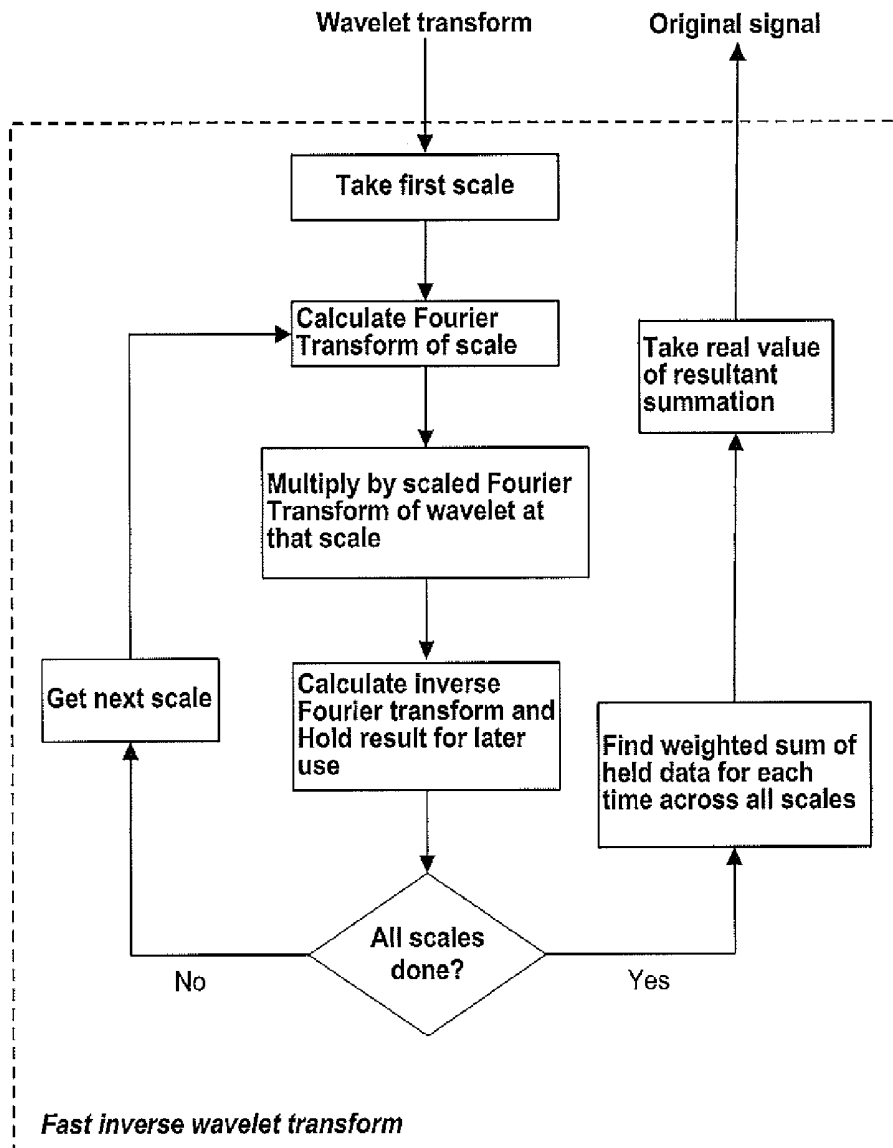 Wavelet transform
Original signal
Take first scale
Calculate Fourier
Transform of scale
Take real value
of resultant
summation
Multiply by scaled Fourier
Transform of wavelet at
that scale
Get next scale
Calculate inverse
Fourier transform and
Hold result for later
use
Find weighted sum of
held data for each
time across all scales
All scales
done?
No
Yes
Fast inverse wavelet transform